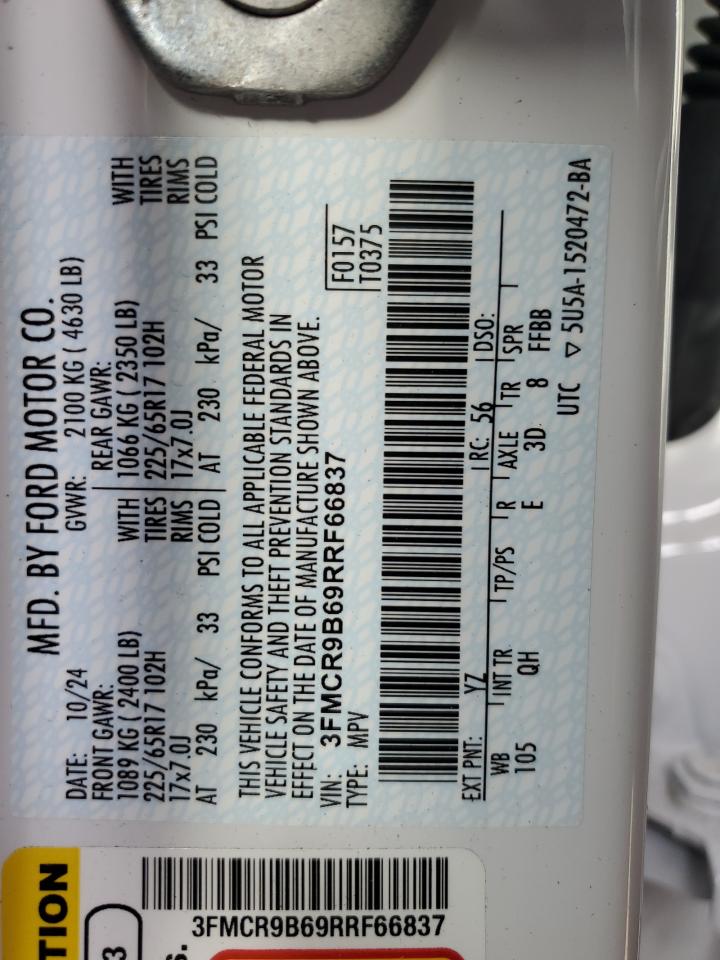 MFD. BY FORD MOTOR CO.
DATE: 10/24 GVWR: 2100 KG ( 4630 LB)
FRONT GAWR: REAR GAWR:
1089 KG ( 2400 LB) WITH 1066 KG ( 2350 LB) WITH
225/65R17 102H TIRES 225/65R17 102H TIRES
17x7.0J RIMS 17x7.0J RIMS
AT 230 kPa/ 33 PSI COLD AT 230 kPa/ 33 PSI COLD
THIS VEHICLE CONFORMS TO ALL APPLICABLE FEDERAL MOTOR
VEHICLE SAFETY AND THEFT PREVENTION STANDARDS IN
EFFECT ON THE DATE OF MANUFACTURE SHOWN ABOVE.
VIN: 3FMCR9B69RRF66837 F0157
TYPE: MPV T0375
EXT PNT: YZ RC: 56 DSO:
WB INT TR TP/PS R AXLE TR SPR
105 QH E 3D 8 FFBB
UTC ▽ 5U5A-1520472-BA
TION
3
s.
3FMCR9B69RRF66837